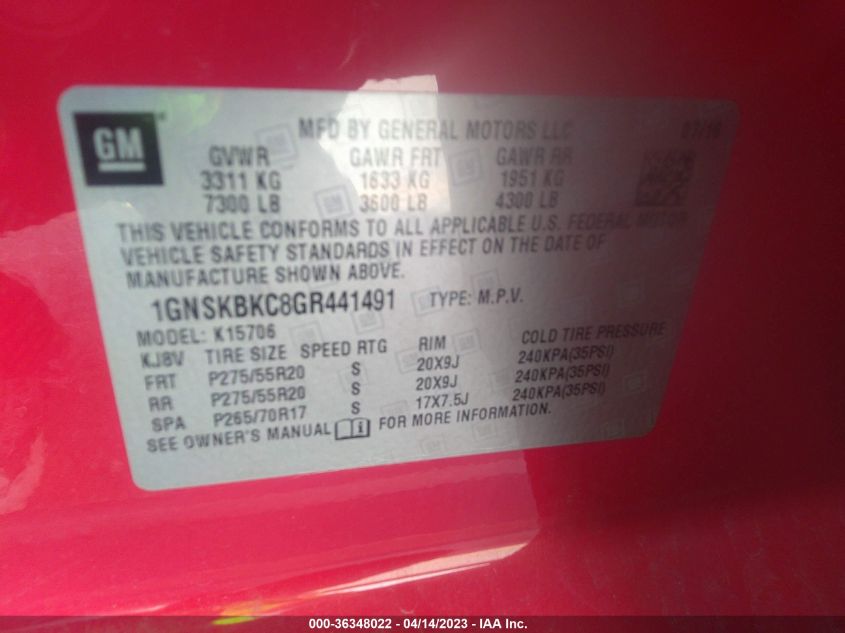 GM
MFD BY GENERAL MOTORS LLC 07/16
GVWR GAWR FRT GAWR RR
3311 KG 1633 KG 1951 KG
7300 LB 3600 LB 4300 LB
THIS VEHICLE CONFORMS TO ALL APPLICABLE U.S. FEDERAL MOTOR
VEHICLE SAFETY STANDARDS IN EFFECT ON THE DATE OF
MANUFACTURE SHOWN ABOVE.
1GNSKBKC8GR441491 TYPE: M.P.V.
MODEL: K15706
KJ8V TIRE SIZE SPEED RTG RIM COLD TIRE PRESSURE
FRT P275/55R20 S 20X9J 240KPA(35PSI)
RR P275/55R20 S 20X9J 240KPA(35PSI)
SPA P265/70R17 S 17X7.5J 240KPA(35PSI)
SEE OWNER'S MANUAL i FOR MORE INFORMATION.
000-36348022 - 04/14/2023 - IAA Inc.